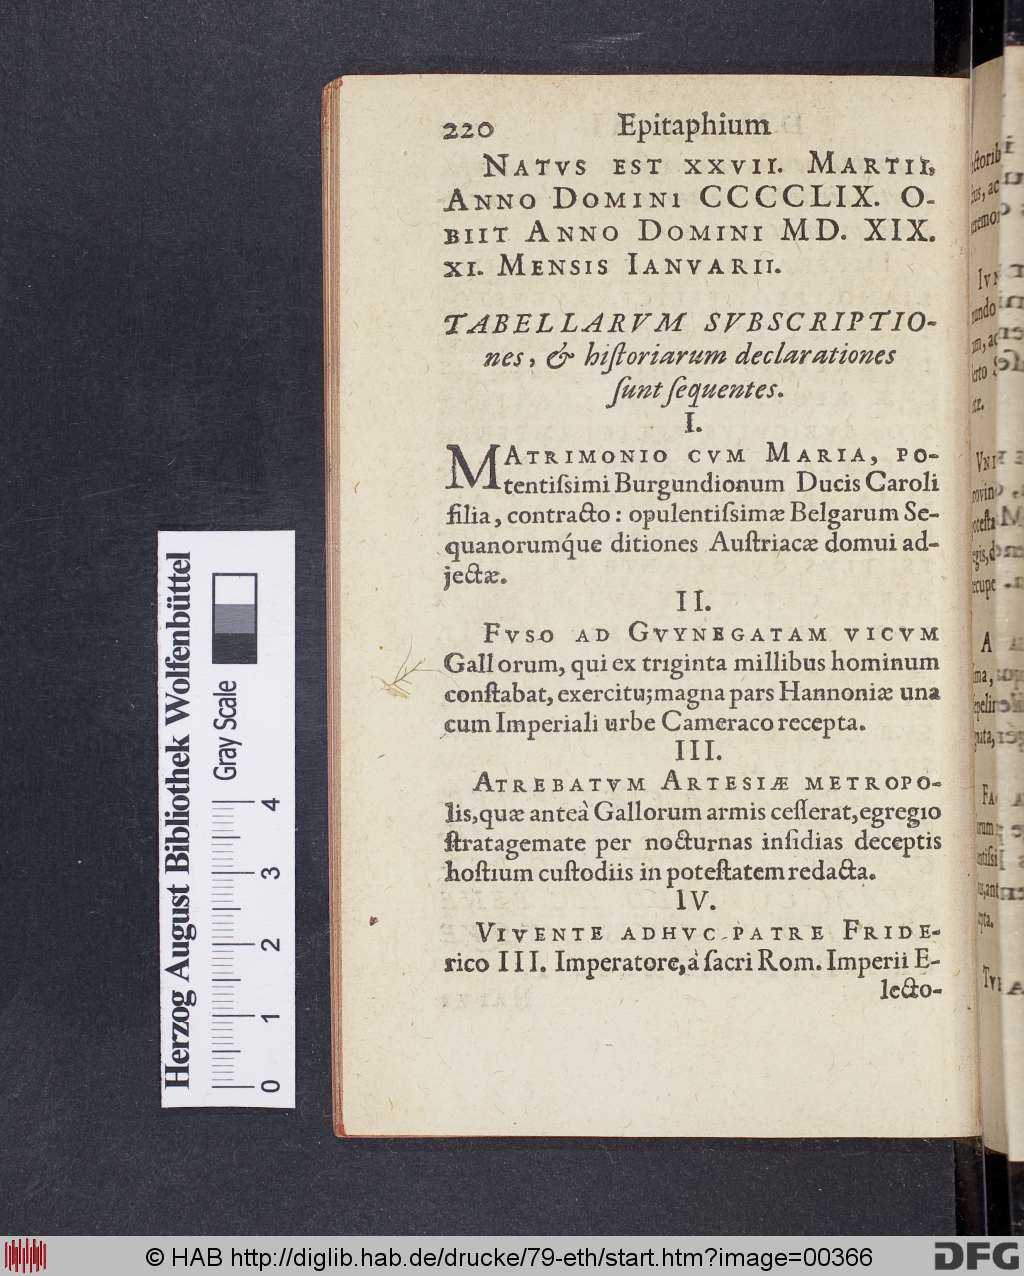 220 Epitaphium
NATVS EST XXVII. MARTII,
ANNO DOMINI CCCCCLIX. O-
BIIT ANNO DOMINI MD. XIX.
XI. MENSIS IANVARII.
TABELLARVM SVBSCRIPTIO-
nes, & hiſtoriarum declarationes
ſunt ſequentes.
I.
MATRIMONIO CVM MARIA, PO-
tentiſsimi Burgundionum Ducis Caroli
filia, contracto: opulentiſsimæ Belgarum Se-
quanorumq́ue ditiones Auſtriacæ domui ad-
jectæ.
II.
FVSO AD GVYNEGATAM VICVM
Gallorum, qui ex triginta millibus hominum
conſtabat, exercitu; magna pars Hannoniæ una
cum Imperiali urbe Cameraco recepta.
III.
ATREBATVM ARTESIÆ METROPO-
lis, quæ anteà Gallorum armis ceſſerat, egregio
ſtratagemate per nocturnas inſidias deceptis
hoſtium cuſtodiis in poteſtatem redacta.
IV.
VIVENTE ADHVC PATRE FRIDE-
rico III. Imperatore, à ſacri Rom. Imperii E-
lecto-
Herzog August Bibliothek Wolfenbüttel
Gray Scale
0 1 2 3 4
© HAB http://diglib.hab.de/drucke/79-eth/start.htm?image=00366
DFG